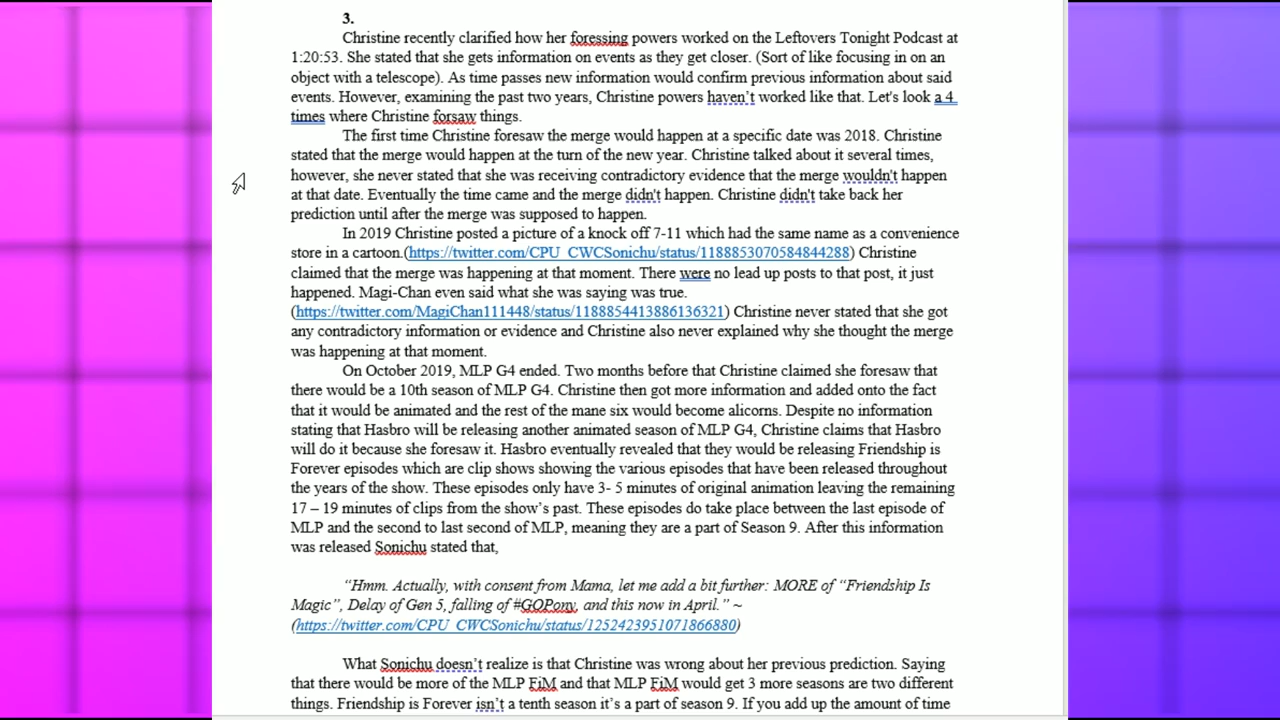 3.
Christine recently clarified how her foressing powers worked on the Leftovers Tonight Podcast at
1:20:53. She stated that she gets information on events as they get closer. (Sort of like focusing in on an
object with a telescope). As time passes new information would confirm previous information about said
events. However, examining the past two years, Christine powers haven’t worked like that. Let's look a 4
times where Christine forsaw things.
The first time Christine foresaw the merge would happen at a specific date was 2018. Christine
stated that the merge would happen at the turn of the new year. Christine talked about it several times,
however, she never stated that she was receiving contradictory evidence that the merge wouldn't happen
at that date. Eventually the time came and the merge didn't happen. Christine didn't take back her
prediction until after the merge was supposed to happen.
In 2019 Christine posted a picture of a knock off 7-11 which had the same name as a convenience
store in a cartoon.(https://twitter.com/CPU_CWCSonichu/status/1188853070584844288) Christine
claimed that the merge was happening at that moment. There were no lead up posts to that post, it just
happened. Magi-Chan even said what she was saying was true.
(https://twitter.com/MagiChan111448/status/1188854413886136321) Christine never stated that she got
any contradictory information or evidence and Christine also never explained why she thought the merge
was happening at that moment.
On October 2019, MLP G4 ended. Two months before that Christine claimed she foresaw that
there would be a 10th season of MLP G4. Christine then got more information and added onto the fact
that it would be animated and the rest of the mane six would become alicorns. Despite no information
stating that Hasbro will be releasing another animated season of MLP G4, Christine claims that Hasbro
will do it because she foresaw it. Hasbro eventually revealed that they would be releasing Friendship is
Forever episodes which are clip shows showing the various episodes that have been released throughout
the years of the show. These episodes only have 3- 5 minutes of original animation leaving the remaining
17 – 19 minutes of clips from the show’s past. These episodes do take place between the last episode of
MLP and the second to last second of MLP, meaning they are a part of Season 9. After this information
was released Sonichu stated that,
“Hmm. Actually, with consent from Mama, let me add a bit further: MORE of “Friendship Is
Magic”, Delay of Gen 5, falling of #GOPony, and this now in April.” ~
(https://twitter.com/CPU_CWCSonichu/status/1252423951071866880)
What Sonichu doesn’t realize is that Christine was wrong about her previous prediction. Saying
that there would be more of the MLP FiM and that MLP FiM would get 3 more seasons are two different
things. Friendship is Forever isn’t a tenth season it’s a part of season 9. If you add up the amount of time